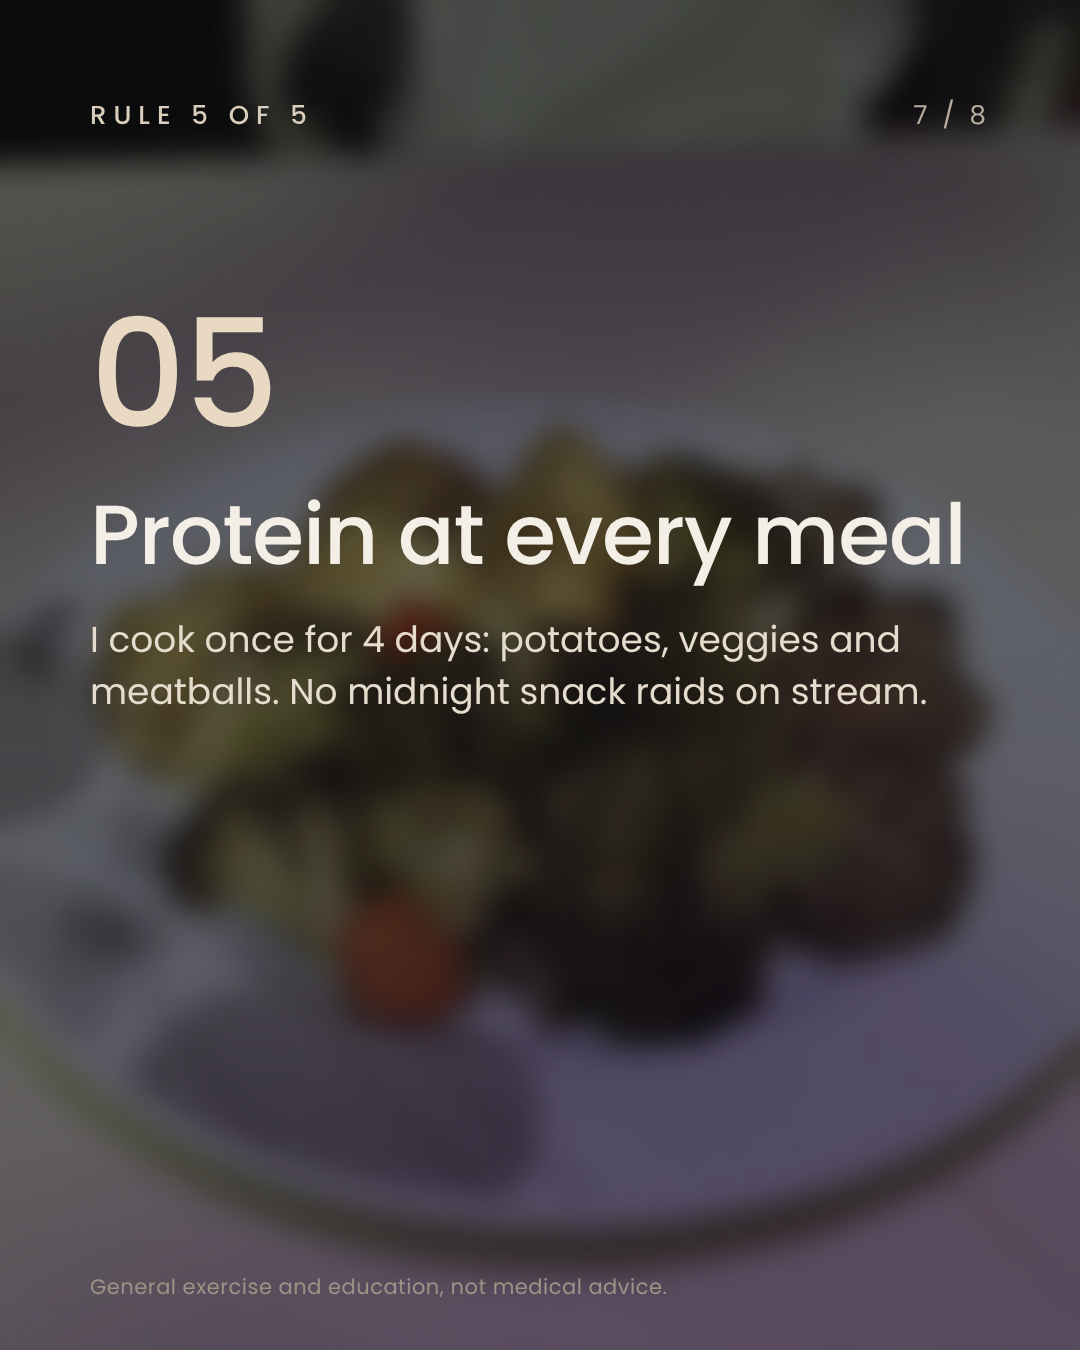 RULE 5 OF 5
7 / 8
05
Protein at every meal
I cook once for 4 days: potatoes, veggies and
meatballs. No midnight snack raids on stream.
General exercise and education, not medical advice.